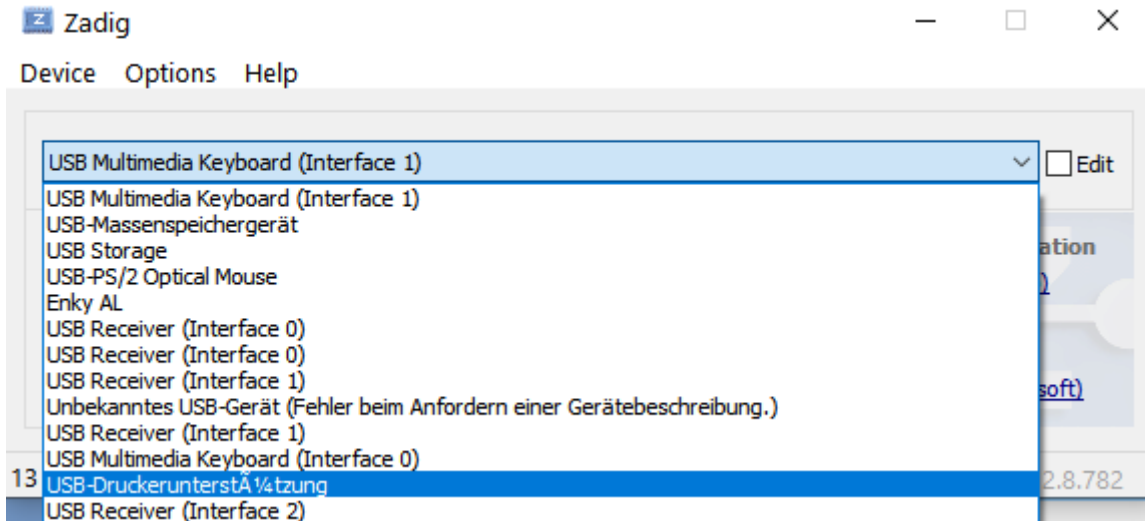 Zadig
Device Options Help
USB Multimedia Keyboard (Interface 1) Edit
USB Multimedia Keyboard (Interface 1)
USB-Massenspeichergerät
USB Storage
ation
USB-PS/2 Optical Mouse
)
Enky AL
USB Receiver (Interface 0)
USB Receiver (Interface 0)
USB Receiver (Interface 1)
soft)
Unbekanntes USB-Gerät (Fehler beim Anfordern einer Gerätebeschreibung.)
USB Receiver (Interface 1)
USB Multimedia Keyboard (Interface 0)
13 USB-DruckerunterstÃ¼tzung 2.8.782
USB Receiver (Interface 2)